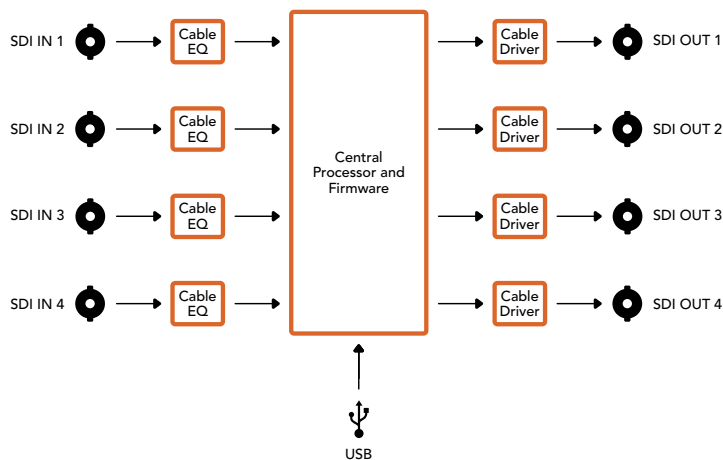 SDI IN 1
Cable
EQ
Cable
Driver
SDI OUT 1
SDI IN 2
Cable
EQ
Cable
Driver
SDI OUT 2
Central
Processor and
Firmware
SDI IN 3
Cable
EQ
Cable
Driver
SDI OUT 3
SDI IN 4
Cable
EQ
Cable
Driver
SDI OUT 4
USB